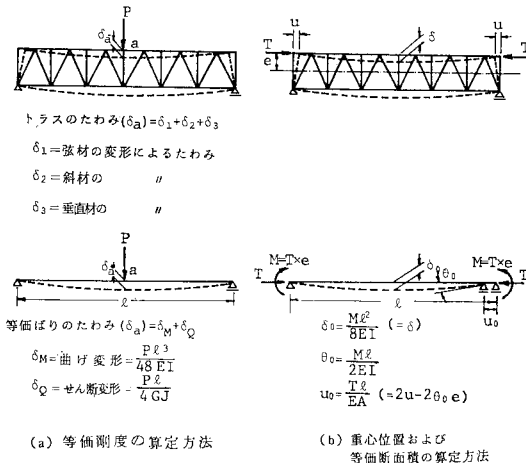 P
δa
a
トラスのたわみ(δa)=δ1+δ2+δ3
δ1=弦材の変形によるたわみ
δ2=斜材の 〃
δ3=垂直材の 〃
P
δa
a
ℓ
等価ばりのたわみ(δa)=δM+δQ
δM=曲げ変形=Pℓ3/48EI
δQ=せん断変形=Pℓ/4GJ
(a) 等価剛度の算定方法
u
u
T
T
e
δ
M=T×e
M=T×e
T
T
δ0
θ0
ℓ
u0
δ0=Mℓ2/8EI (=δ)
θ0=Mℓ/2EI
u0=Tℓ/EA (=2u-2θ0e)
(b) 重心位置および
等価断面積の算定方法